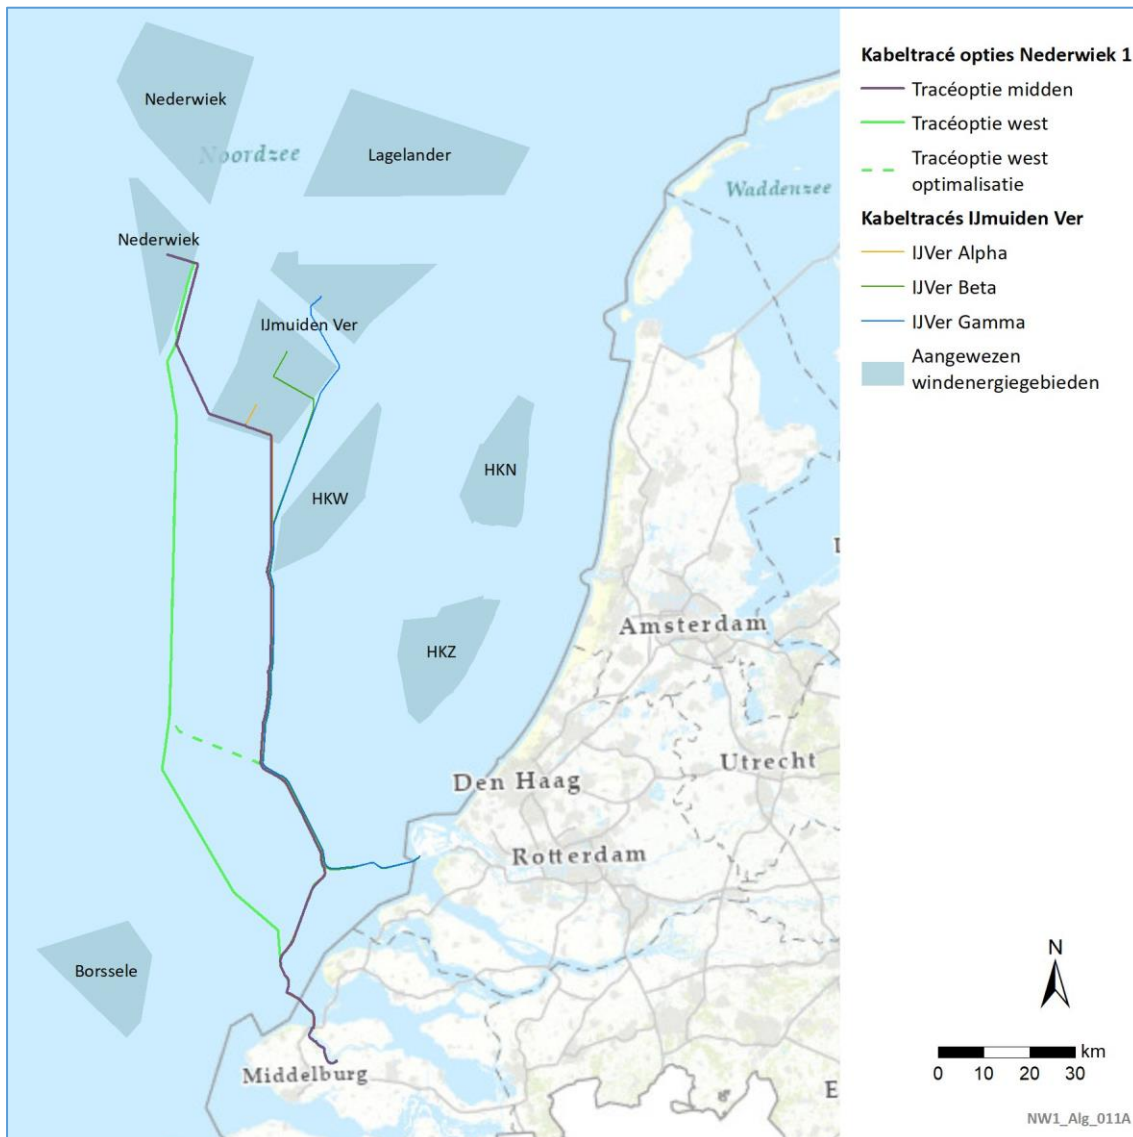 Nederwiek
Noordzee
Lagelander
Waddenzee
Nederwiek
IJmuiden Ver
HKN
HKW
HKZ
Amsterdam
Utrecht
Den Haag
Rotterdam
Borssele
Middelburg
Kabeltracé opties Nederwiek 1
Tracéoptie midden
Tracéoptie west
Tracéoptie west
optimalisatie
Kabeltracés IJmuiden Ver
IJVer Alpha
IJVer Beta
IJVer Gamma
Aangewezen
windenergiegebieden
N
km
0 10 20 30
E
NW1_Alg_011A